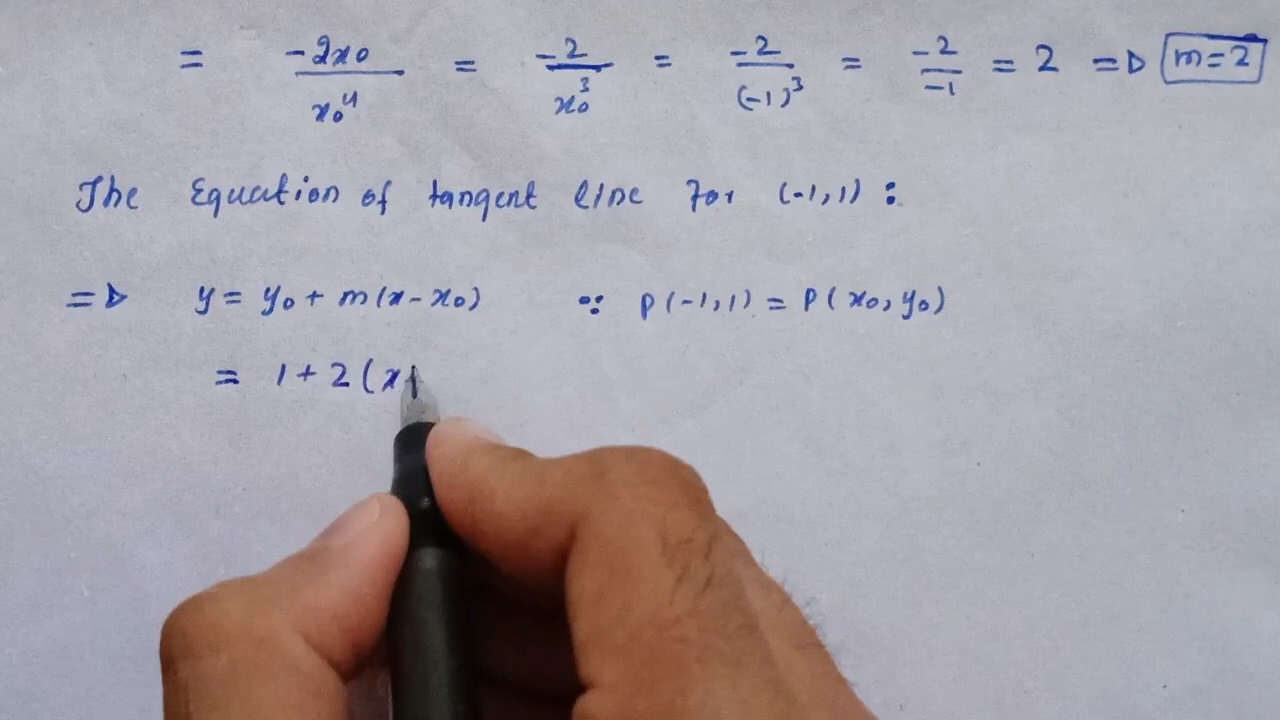 = -2x₀/x₀⁴ = -2/x₀³ = -2/(-1)³ = -2/-1 = 2 => m=2
The Equation of tangent line for (-1,1) :
=> y = y₀ + m(x-x₀) ∵ P(-1,1) = P(x₀, y₀)
= 1+2(x